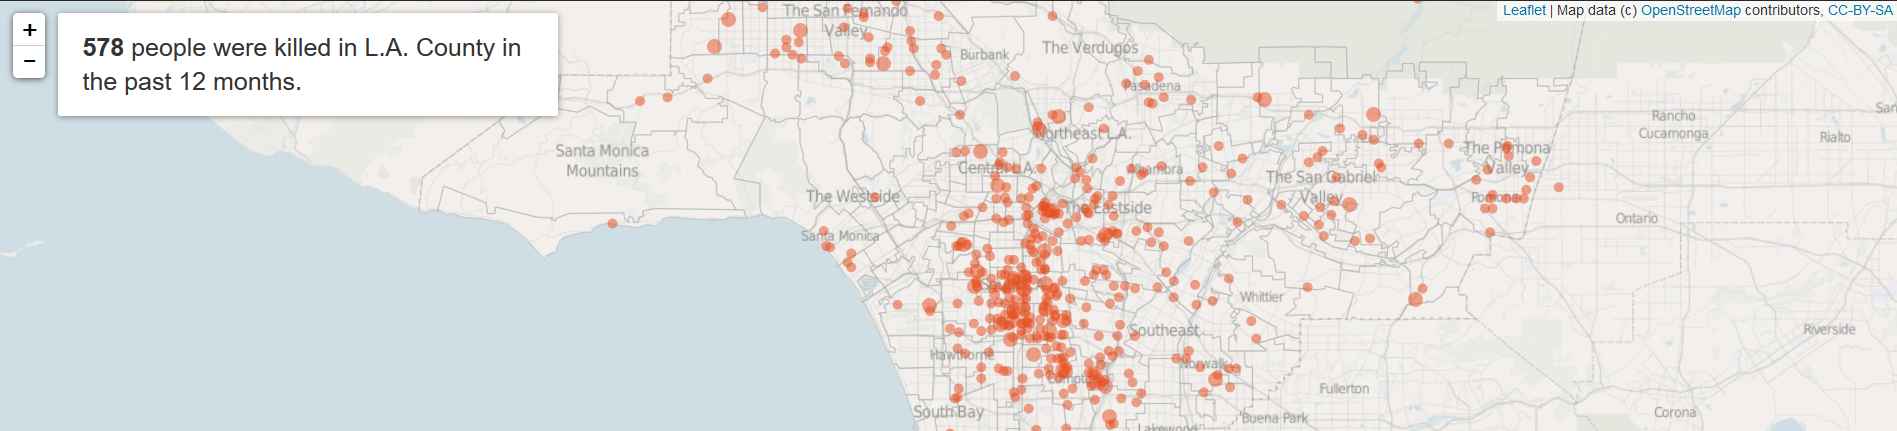 +
−
578 people were killed in L.A. County in
the past 12 months.
Leaflet | Map data (c) OpenStreetMap contributors, CC-BY-SA
The San Fernando
Valley
Burbank
The Verdugos
Pasadena
Rancho
Cucamonga
San
Rialto
Northeast L.A.
Santa Monica
Mountains
Central L.A.
Alhambra
The Pomona
Valley
The San Gabriel
Valley
The Westside
The Eastside
Pomona
Ontario
Santa Monica
Whittier
Southeast
Riverside
Hawthorne
Norwalk
Compton
Fullerton
South Bay
Buena Park
Corona
Lakewood